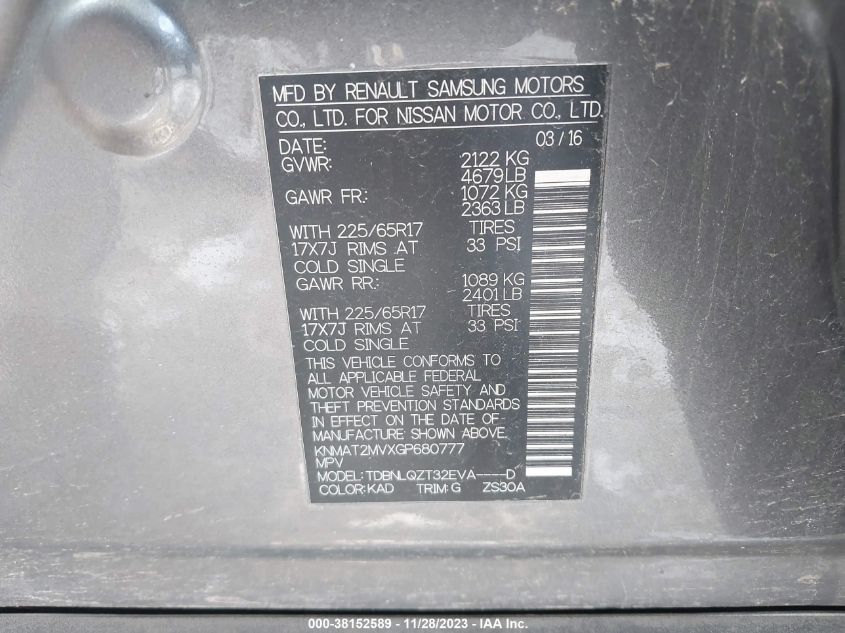 MFD BY RENAULT SAMSUNG MOTORS
CO., LTD. FOR NISSAN MOTOR CO., LTD.
DATE: 03/16
GVWR: 2122 KG
4679 LB
GAWR FR.: 1072 KG
2363 LB
WITH 225/65R17 TIRES
17X7J RIMS AT 33 PSI
COLD SINGLE
GAWR RR.: 1089 KG
2401 LB
WITH 225/65R17 TIRES
17X7J RIMS AT 33 PSI
COLD SINGLE
THIS VEHICLE CONFORMS TO
ALL APPLICABLE FEDERAL
MOTOR VEHICLE SAFETY AND
THEFT PREVENTION STANDARDS
IN EFFECT ON THE DATE OF
MANUFACTURE SHOWN ABOVE.
KNMAT2MVXGP680777
MPV
MODEL: TDBNLQZT32EVA----D
COLOR: KAD TRIM: G ZS30A
000-38152589 - 11/28/2023 - IAA Inc.